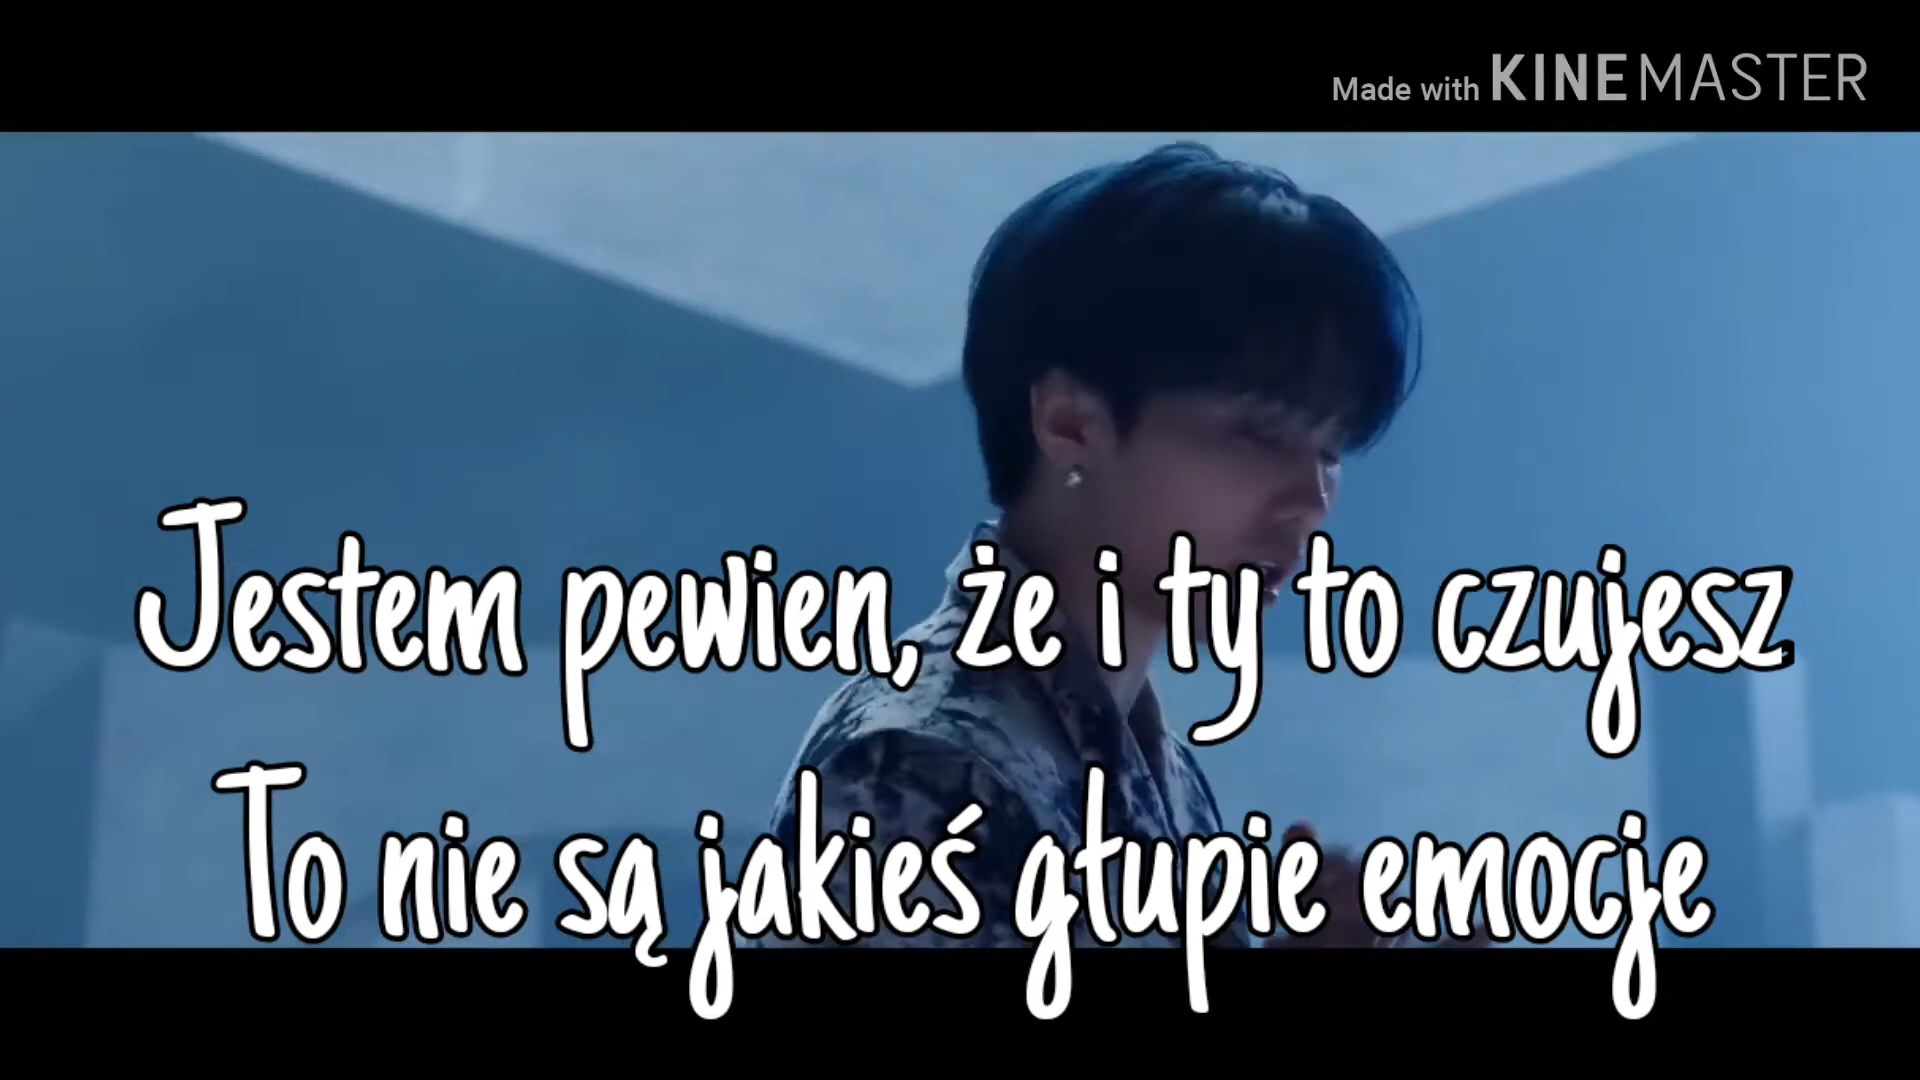 Made with KINEMASTER
Jestem pewien, że i ty to czujesz
To nie są jakieś głupie emocje